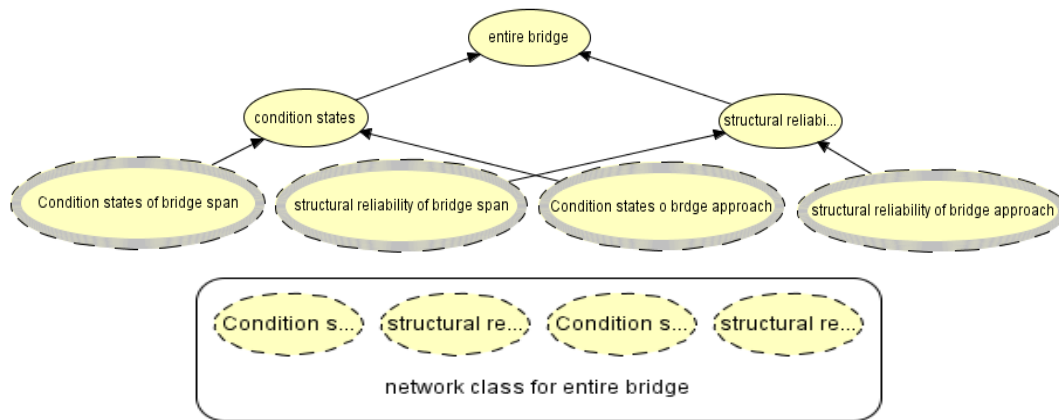 entire bridge
condition states
structural reliabi...
Condition states of bridge span
structural reliability of bridge span
Condition states o brdge approach
structural reliability of bridge approach
Condition s...
structural re...
Condition s...
structural re...
network class for entire bridge